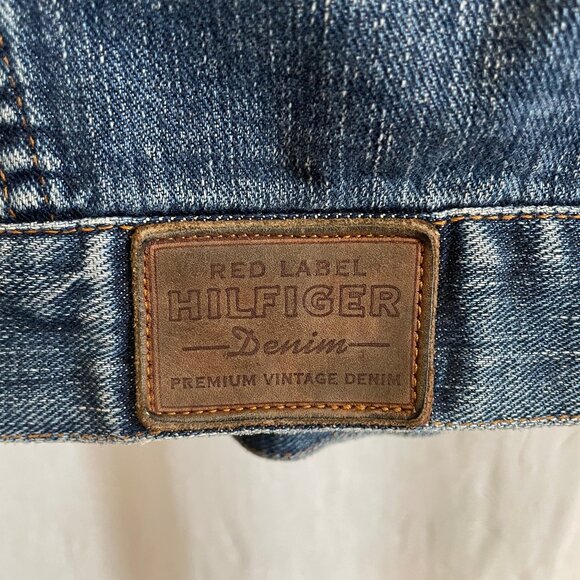 RED LABEL
HILFIGER
Denim
PREMIUM VINTAGE DENIM